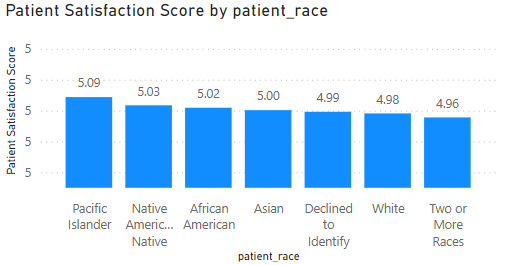 Patient Satisfaction Score by patient_race
Patient Satisfaction Score
5
5
5
5
5
5.09
5.03
5.02
5.00
4.99
4.98
4.96
Pacific
Islander
Native
Americ...
Native
African
American
Asian
Declined
to
Identify
White
Two or
More
Races
patient_race